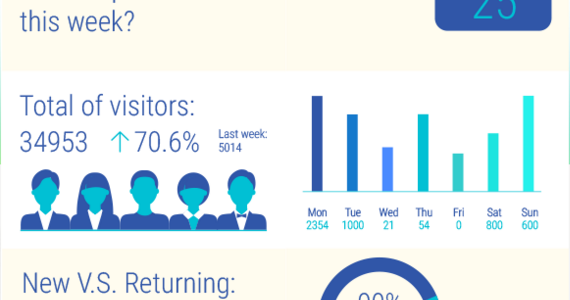 this week?
25
Total of visitors:
34953 ↑70.6% Last week: 5014
Mon Tue Wed Thu Fri Sat Sun
2354 1000 21 54 0 800 600
New V.S. Returning: